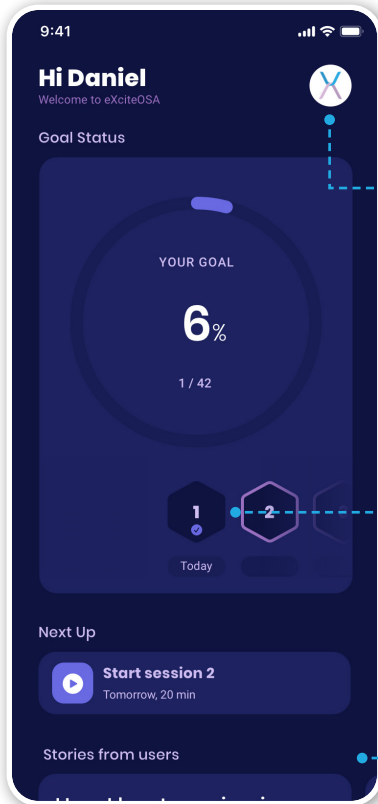 9:41
Hi Daniel
Welcome to eXciteOSA
Goal Status
YOUR GOAL
6%
1 / 42
1
2
Today
Next Up
Start session 2
Tomorrow, 20 min
Stories from users